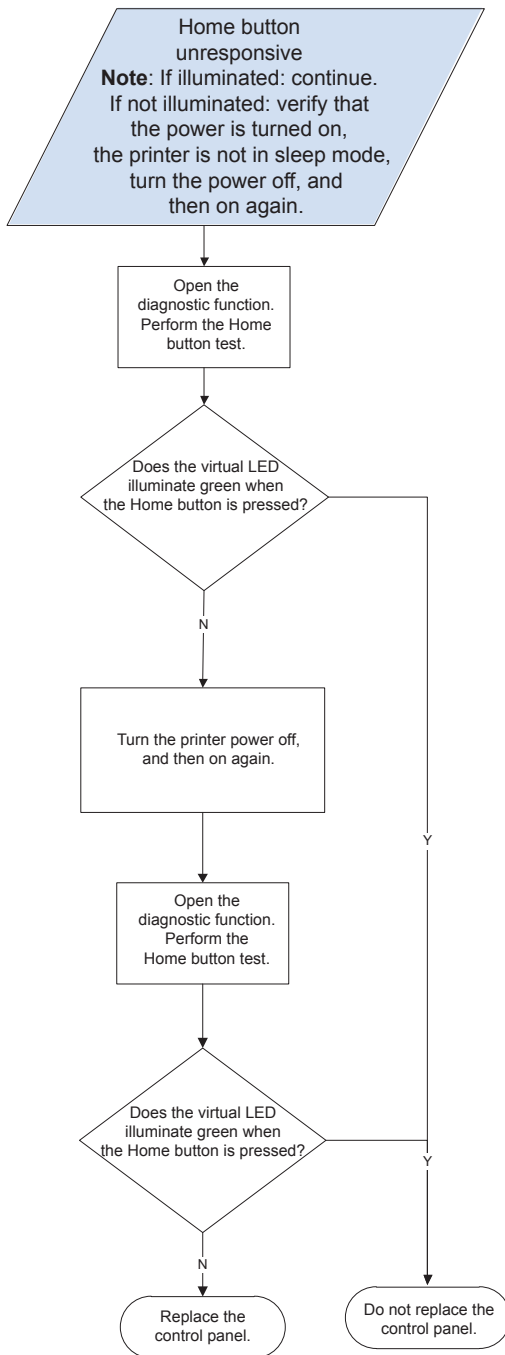 Home button
unresponsive
Note: If illuminated: continue.
If not illuminated: verify that
the power is turned on,
the printer is not in sleep mode,
turn the power off, and
then on again.
Open the
diagnostic function.
Perform the Home
button test.
Does the virtual LED
illuminate green when
the Home button is pressed?
N
Turn the printer power off,
and then on again.
Y
Open the
diagnostic function.
Perform the
Home button test.
Does the virtual LED
illuminate green when
the Home button is pressed?
Y
N
Replace the
control panel.
Do not replace the
control panel.